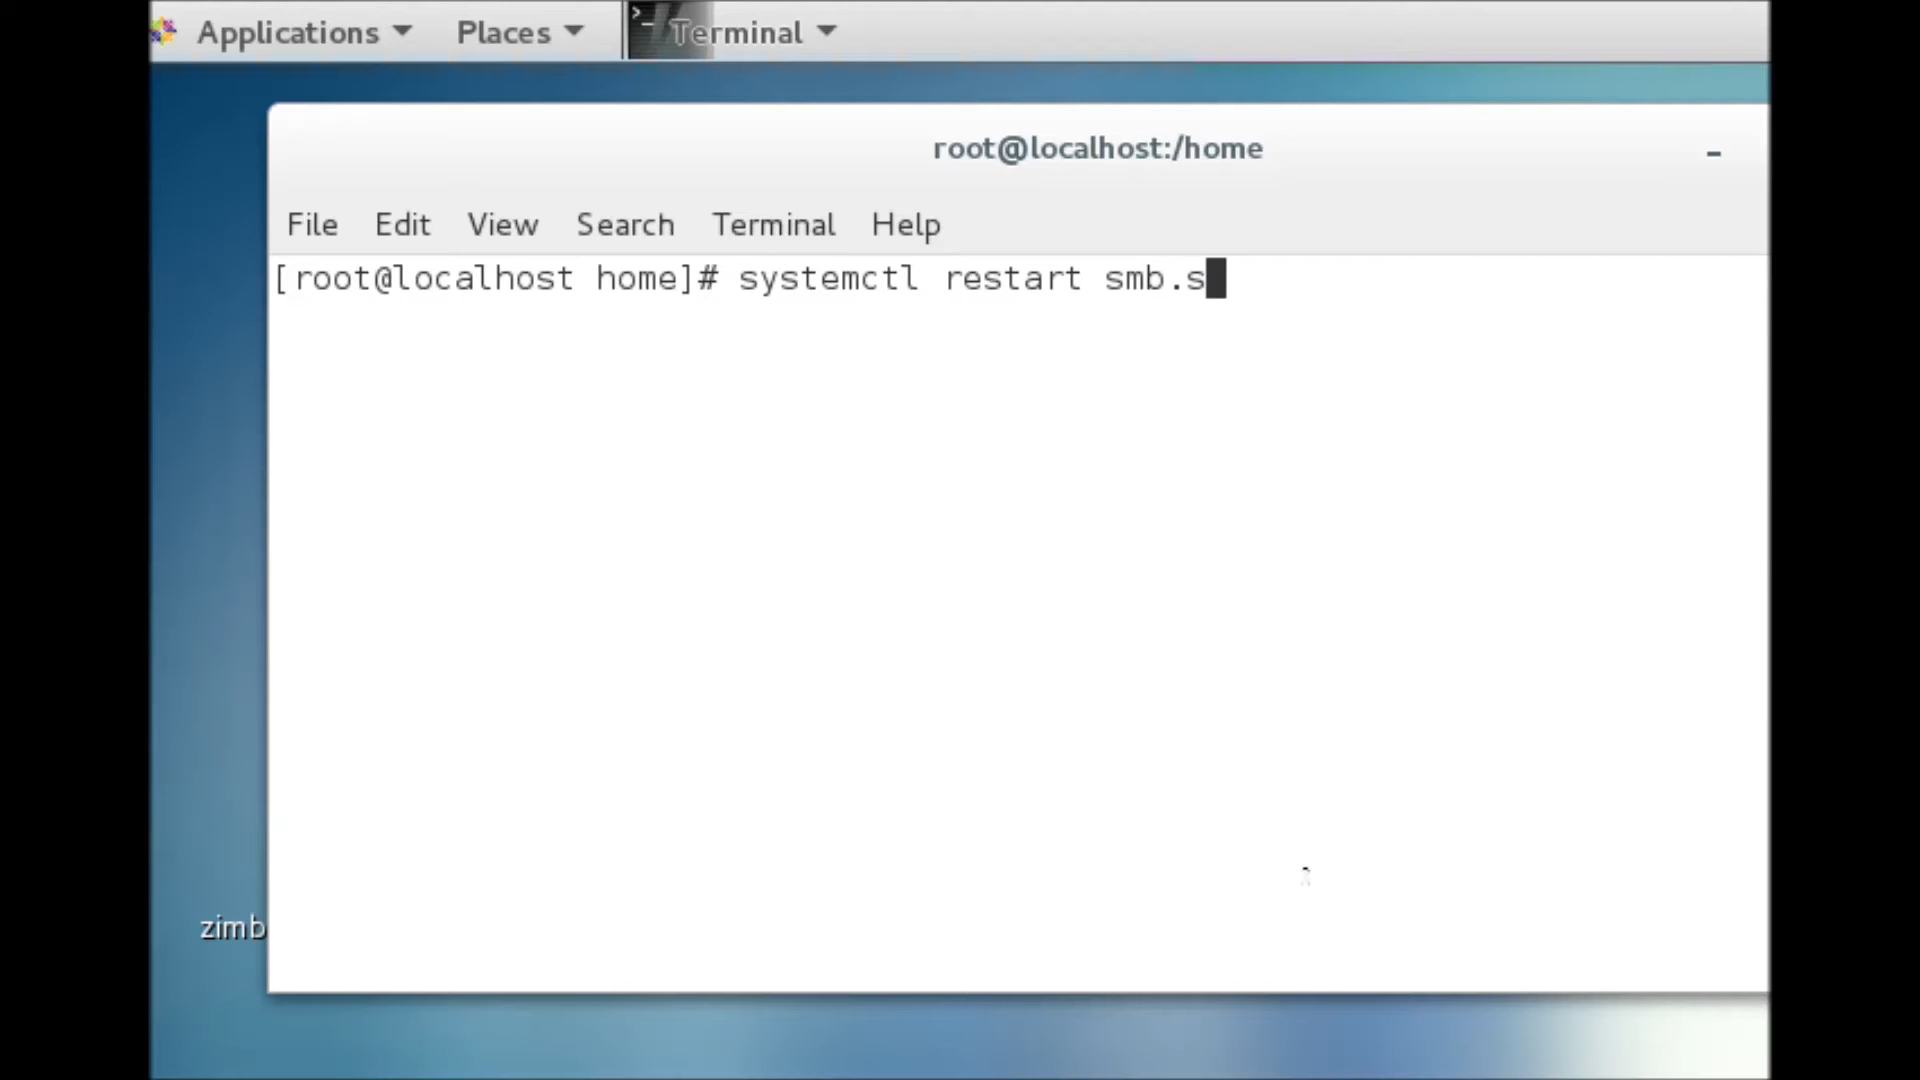 Applications Places Terminal
root@localhost:/home
File Edit View Search Terminal Help
[root@localhost home]# systemctl restart smb.s
zimb